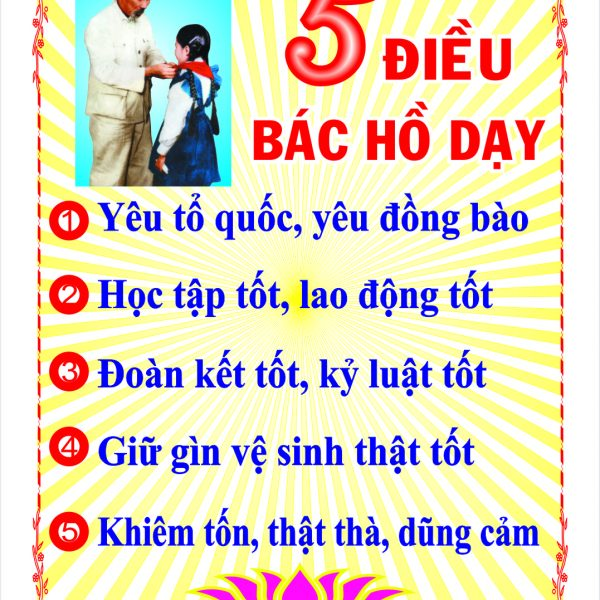 5 ĐIỀU
BÁC HỒ DẠY
1 Yêu tổ quốc, yêu đồng bào
2 Học tập tốt, lao động tốt
3 Đoàn kết tốt, kỷ luật tốt
4 Giữ gìn vệ sinh thật tốt
5 Khiêm tốn, thật thà, dũng cảm